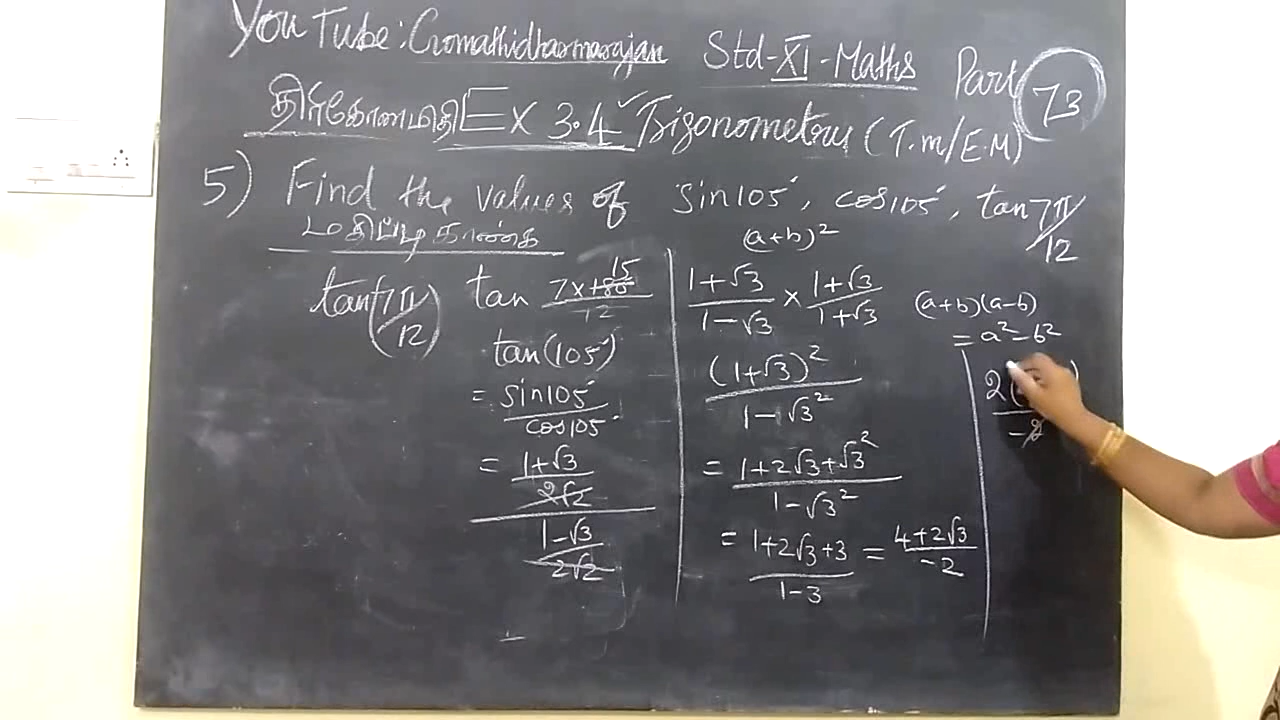 YouTube: Gomathidharmarajan Std-XI-Maths Part 73
திரிகோணமிதி Ex 3.4 Trigonometry (T.M/E.M)
5) Find the values of sin105°, cos105°, tan 7π/12
மதிப்பு காண்க
tan(7π/12)
tan 7×180 15/12
tan(105°)
= sin105°/cos105°
= 1+√3
2√2
1-√3
2√2
(a+b)²
1+√3/1-√3 × 1+√3/1+√3
(1+√3)²/1-√3²
= 1+2√3+√3²/1-√3²
= 1+2√3+3/1-3 = 4+2√3/-2
(a+b)(a-b)
= a²-b²
2(
-2